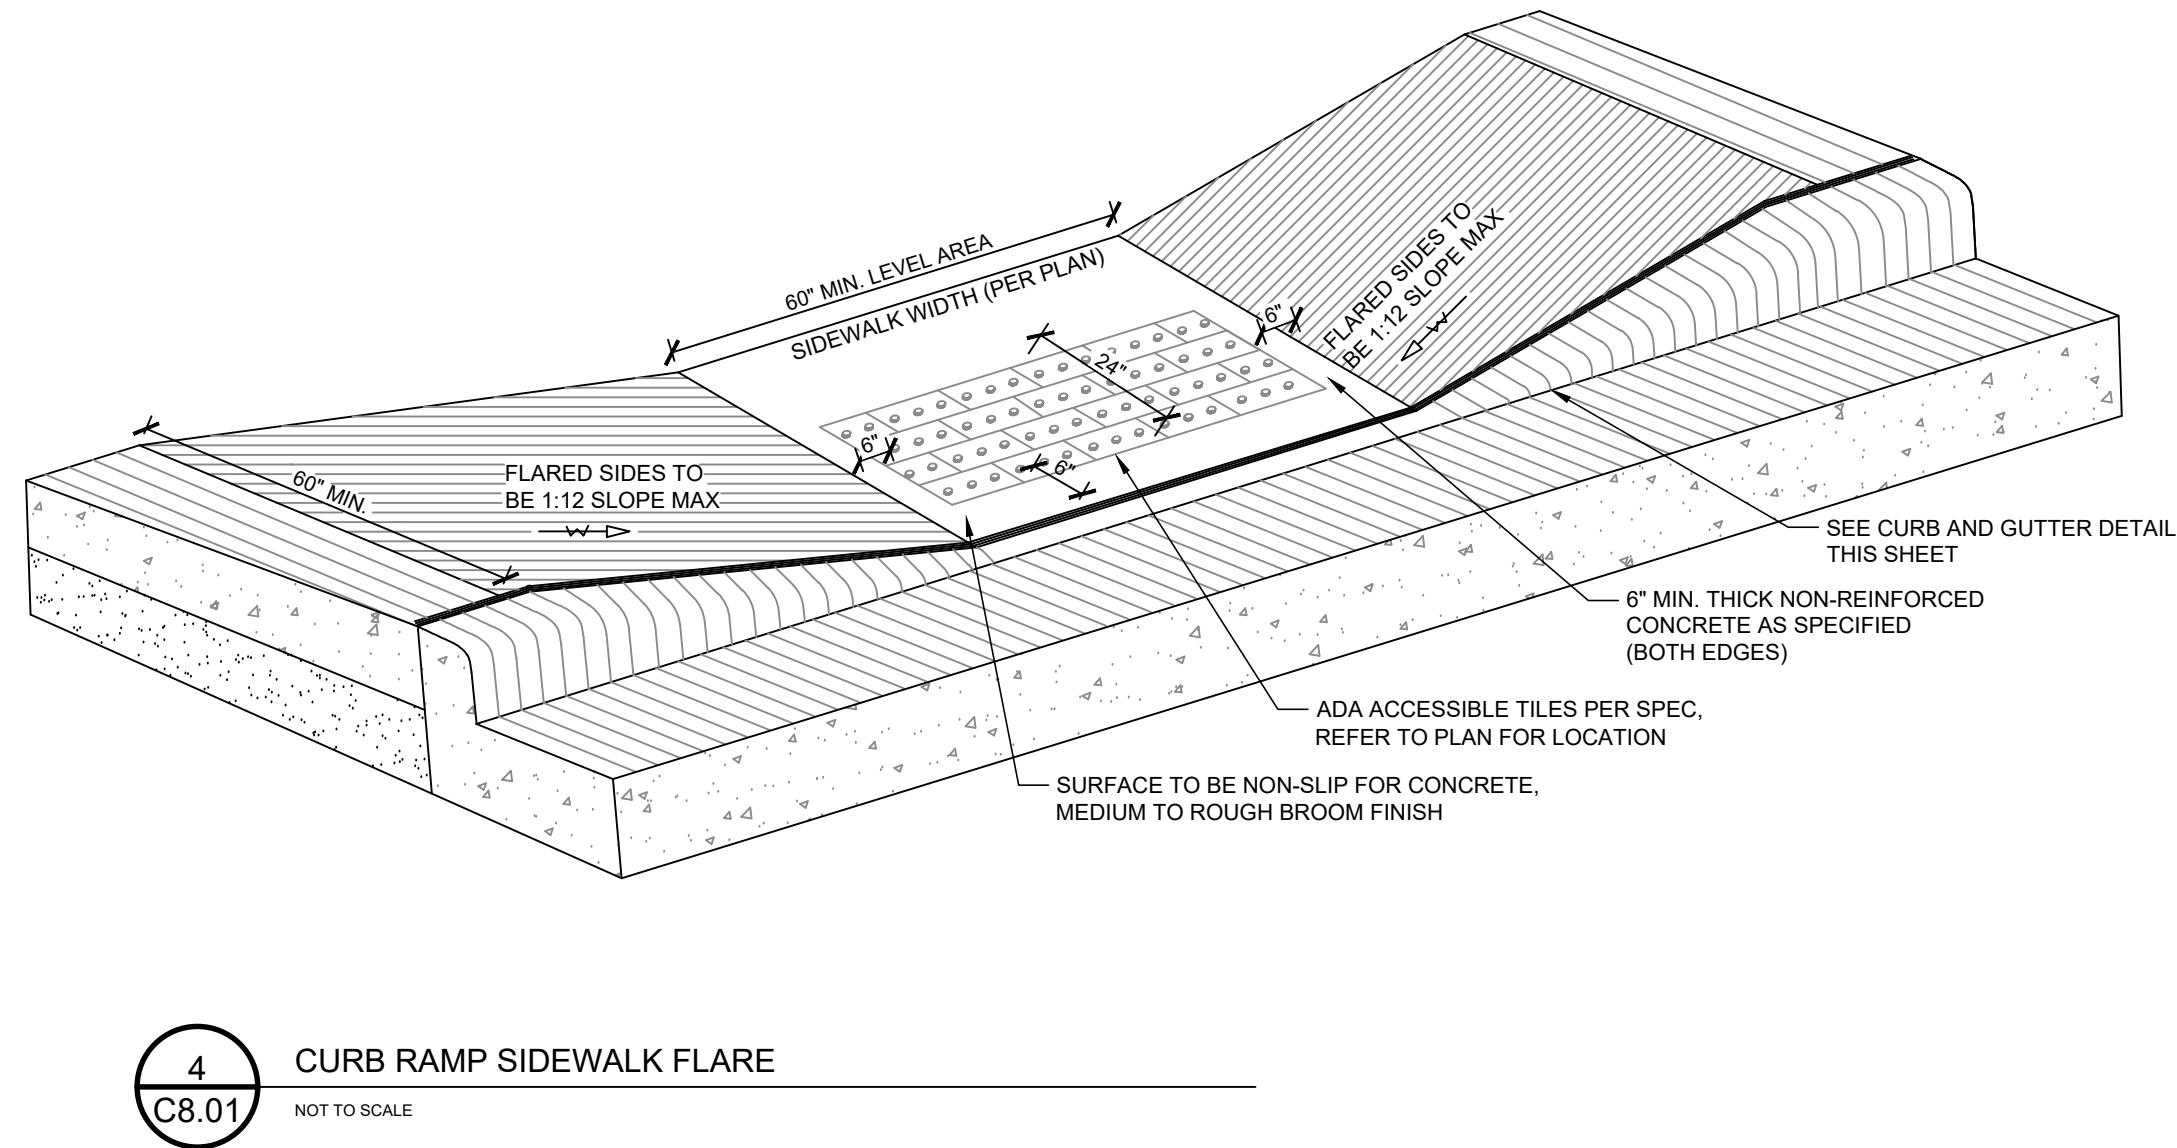 60" MIN. LEVEL AREA
SIDEWALK WIDTH (PER PLAN)
FLARED SIDES TO
BE 1:12 SLOPE MAX
6"
24"
6"
6"
60" MIN.
FLARED SIDES TO
BE 1:12 SLOPE MAX
SEE CURB AND GUTTER DETAIL
THIS SHEET
6" MIN. THICK NON-REINFORCED
CONCRETE AS SPECIFIED
(BOTH EDGES)
ADA ACCESSIBLE TILES PER SPEC,
REFER TO PLAN FOR LOCATION
SURFACE TO BE NON-SLIP FOR CONCRETE,
MEDIUM TO ROUGH BROOM FINISH
4
C8.01
CURB RAMP SIDEWALK FLARE
NOT TO SCALE